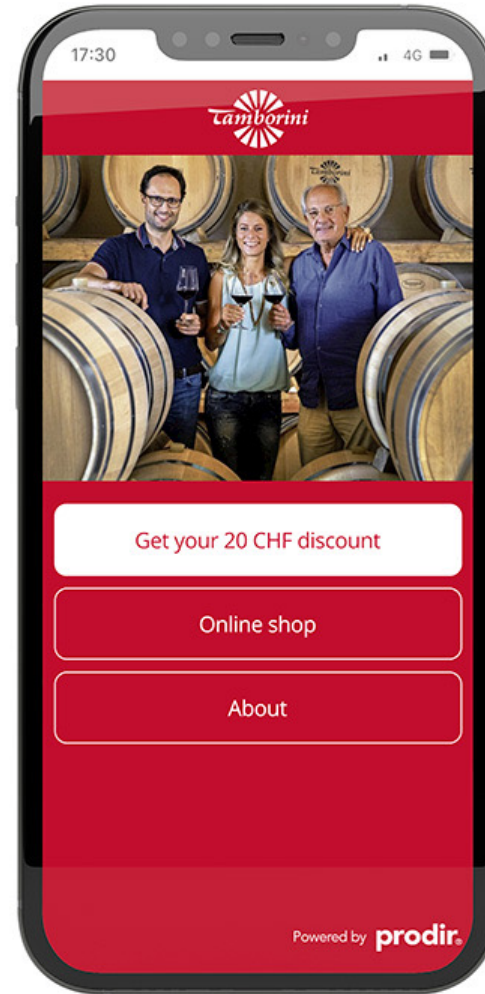 17:30
4G
Tamborini
Tamborini
Get your 20 CHF discount
Online shop
About
Powered by prodir.